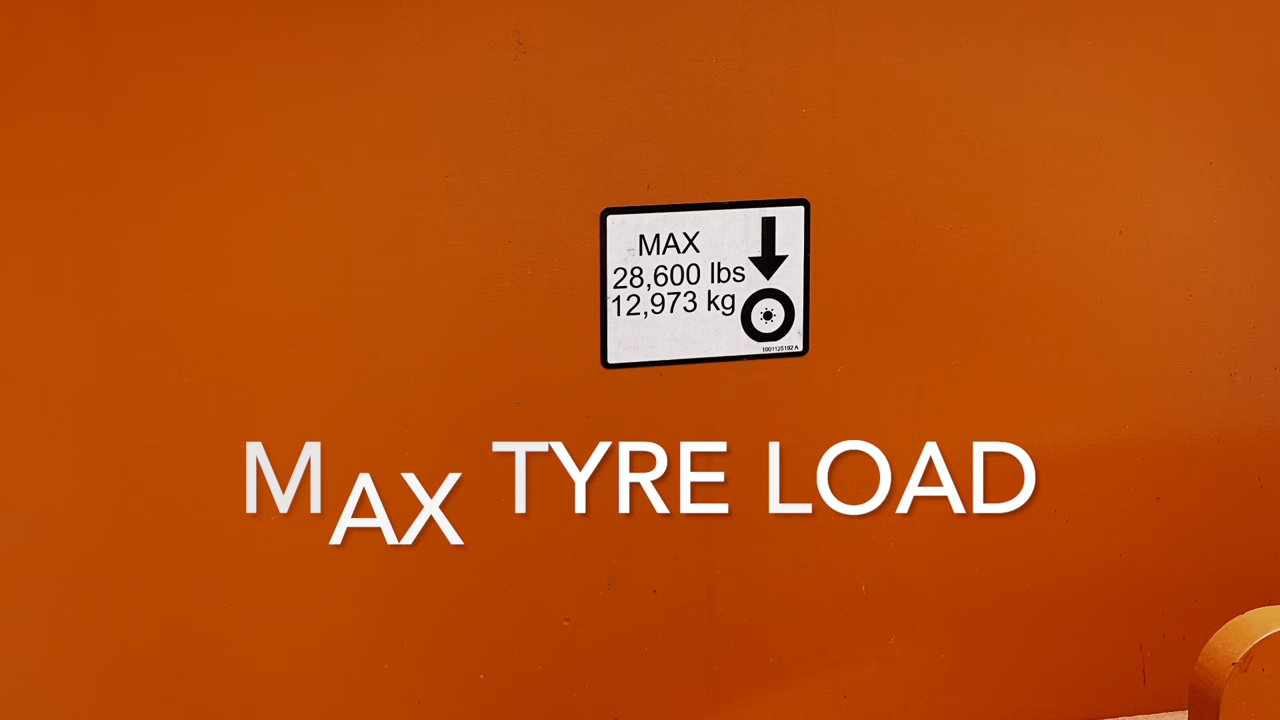 MAX
28,600 lbs
12,973 kg
1001125192 A
MAX TYRE LOAD